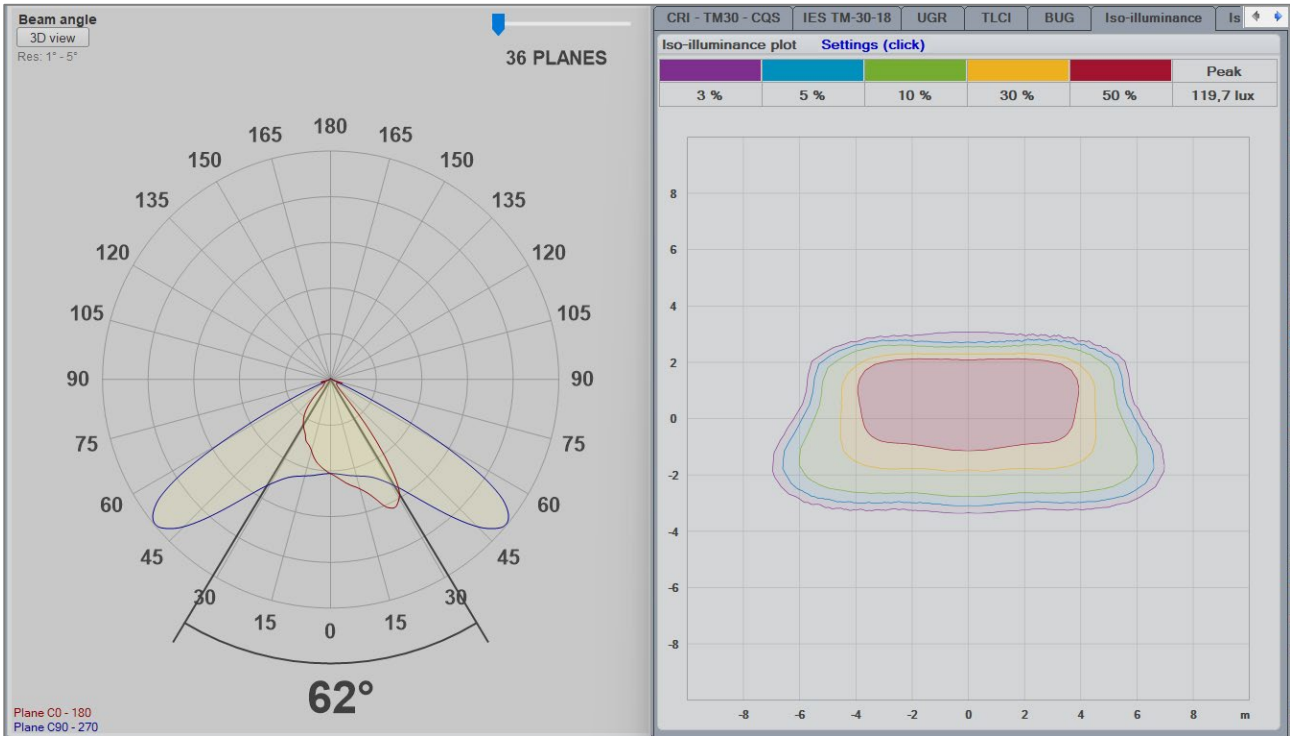 Beam angle
3D view
Res: 1° - 5°
36 PLANES
180
165 165
150 150
135 135
120 120
105 105
90 90
75 75
60 60
45 45
30 30
15 15
0
62°
Plane C0 - 180
Plane C90 - 270
CRI - TM30 - CQS IES TM-30-18 UGR TLCI BUG Iso-illuminance Is
Iso-illuminance plot Settings (click)
Peak
3 % 5 % 10 % 30 % 50 % 119,7 lux
8
6
4
2
0
-2
-4
-6
-8
-8 -6 -4 -2 0 2 4 6 8 m